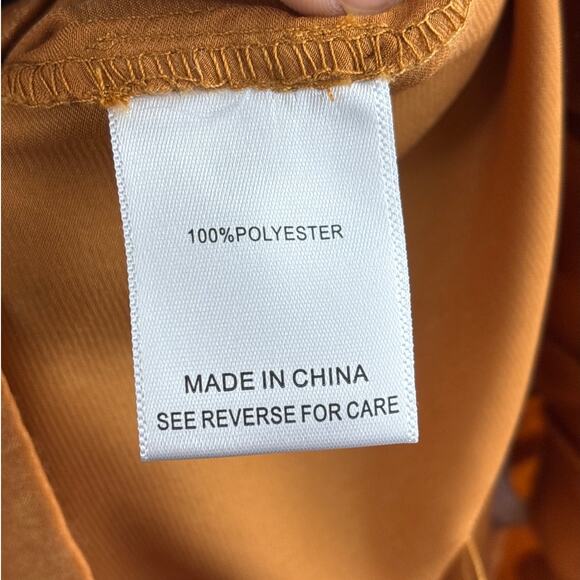 100%POLYESTER
MADE IN CHINA
SEE REVERSE FOR CARE